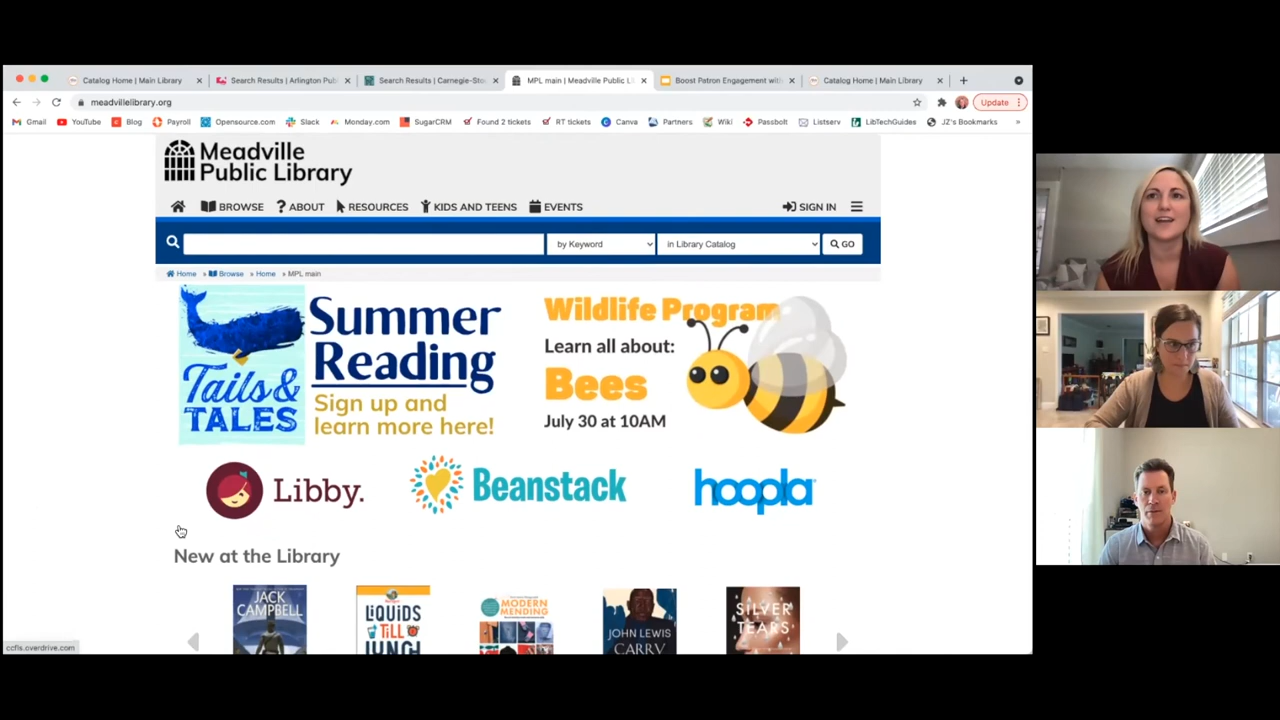 Catalog Home | Main Library
Search Results | Arlington Pub
Search Results | Carnegie-Sto
MPL main | Meadville Public Li
Boost Patron Engagement with
Catalog Home | Main Library
meadvillelibrary.org
Update
Gmail
YouTube
Blog
Payroll
Opensource.com
Slack
Monday.com
SugarCRM
Found 2 tickets
RT tickets
Canva
Partners
Wiki
Passbolt
Listserv
LibTechGuides
JZ's Bookmarks
»
Meadville
Public Library
BROWSE
ABOUT
RESOURCES
KIDS AND TEENS
EVENTS
SIGN IN
by Keyword
in Library Catalog
GO
Home » Browse » Home » MPL main
Tails &
TALES
Summer
Reading
Sign up and
learn more here!
Wildlife Program
Learn all about:
Bees
July 30 at 10AM
Libby.
Beanstack
hoopla
New at the Library
JACK
CAMPBELL
LIQUIDS
TILL
LUNCH
MODERN
MENDING
JOHN LEWIS
CARRY
SILVER
TEARS
ccfls.overdrive.com